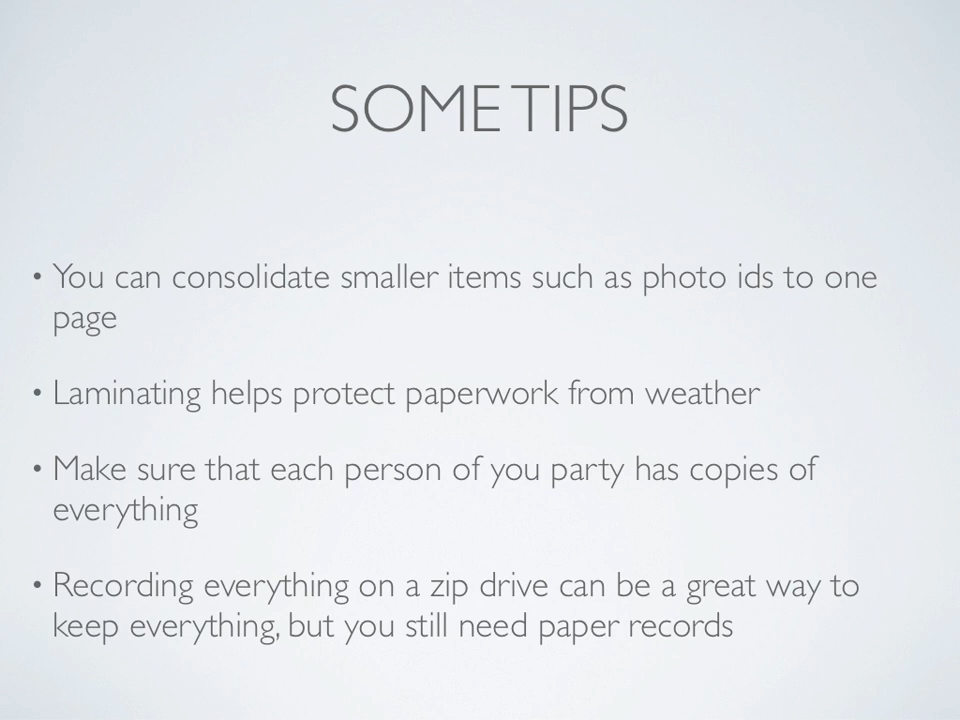 SOME TIPS
• You can consolidate smaller items such as photo ids to one
page
• Laminating helps protect paperwork from weather
• Make sure that each person of you party has copies of
everything
• Recording everything on a zip drive can be a great way to
keep everything, but you still need paper records